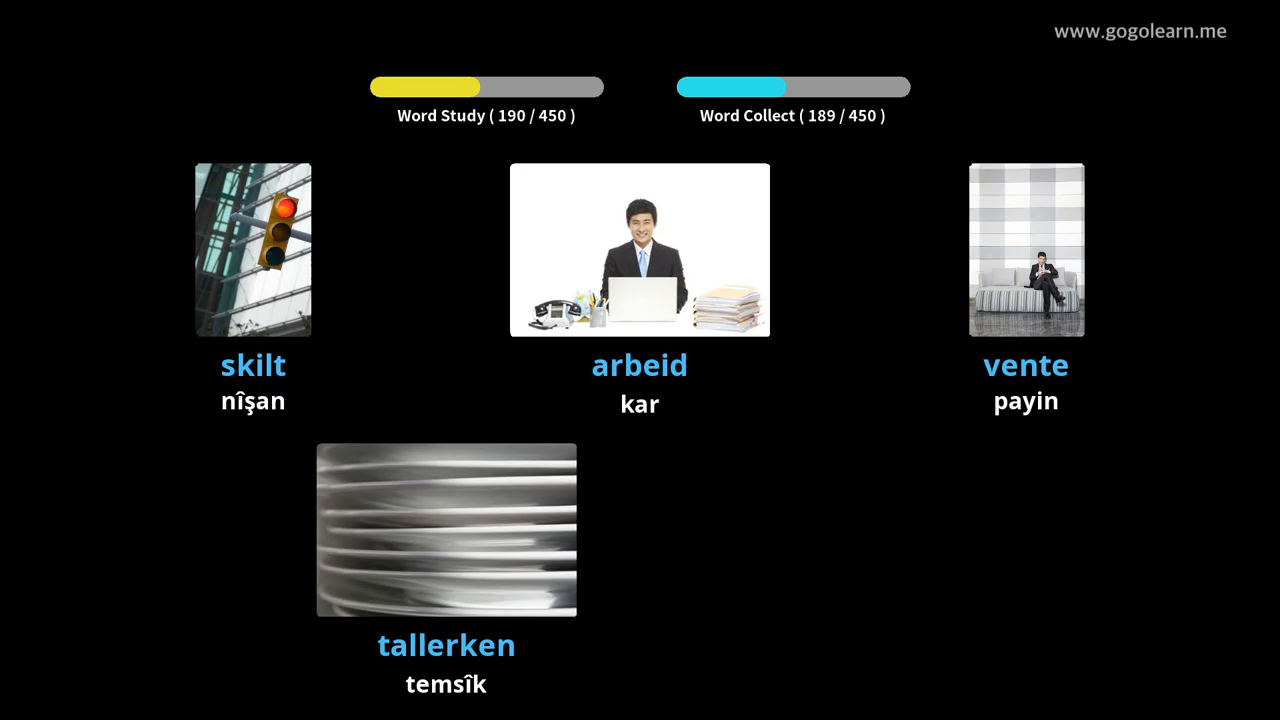 www.gogolearn.me
Word Study ( 190 / 450 )
Word Collect ( 189 / 450 )
skilt
nîşan
arbeid
kar
vente
payin
tallerken
temsîk